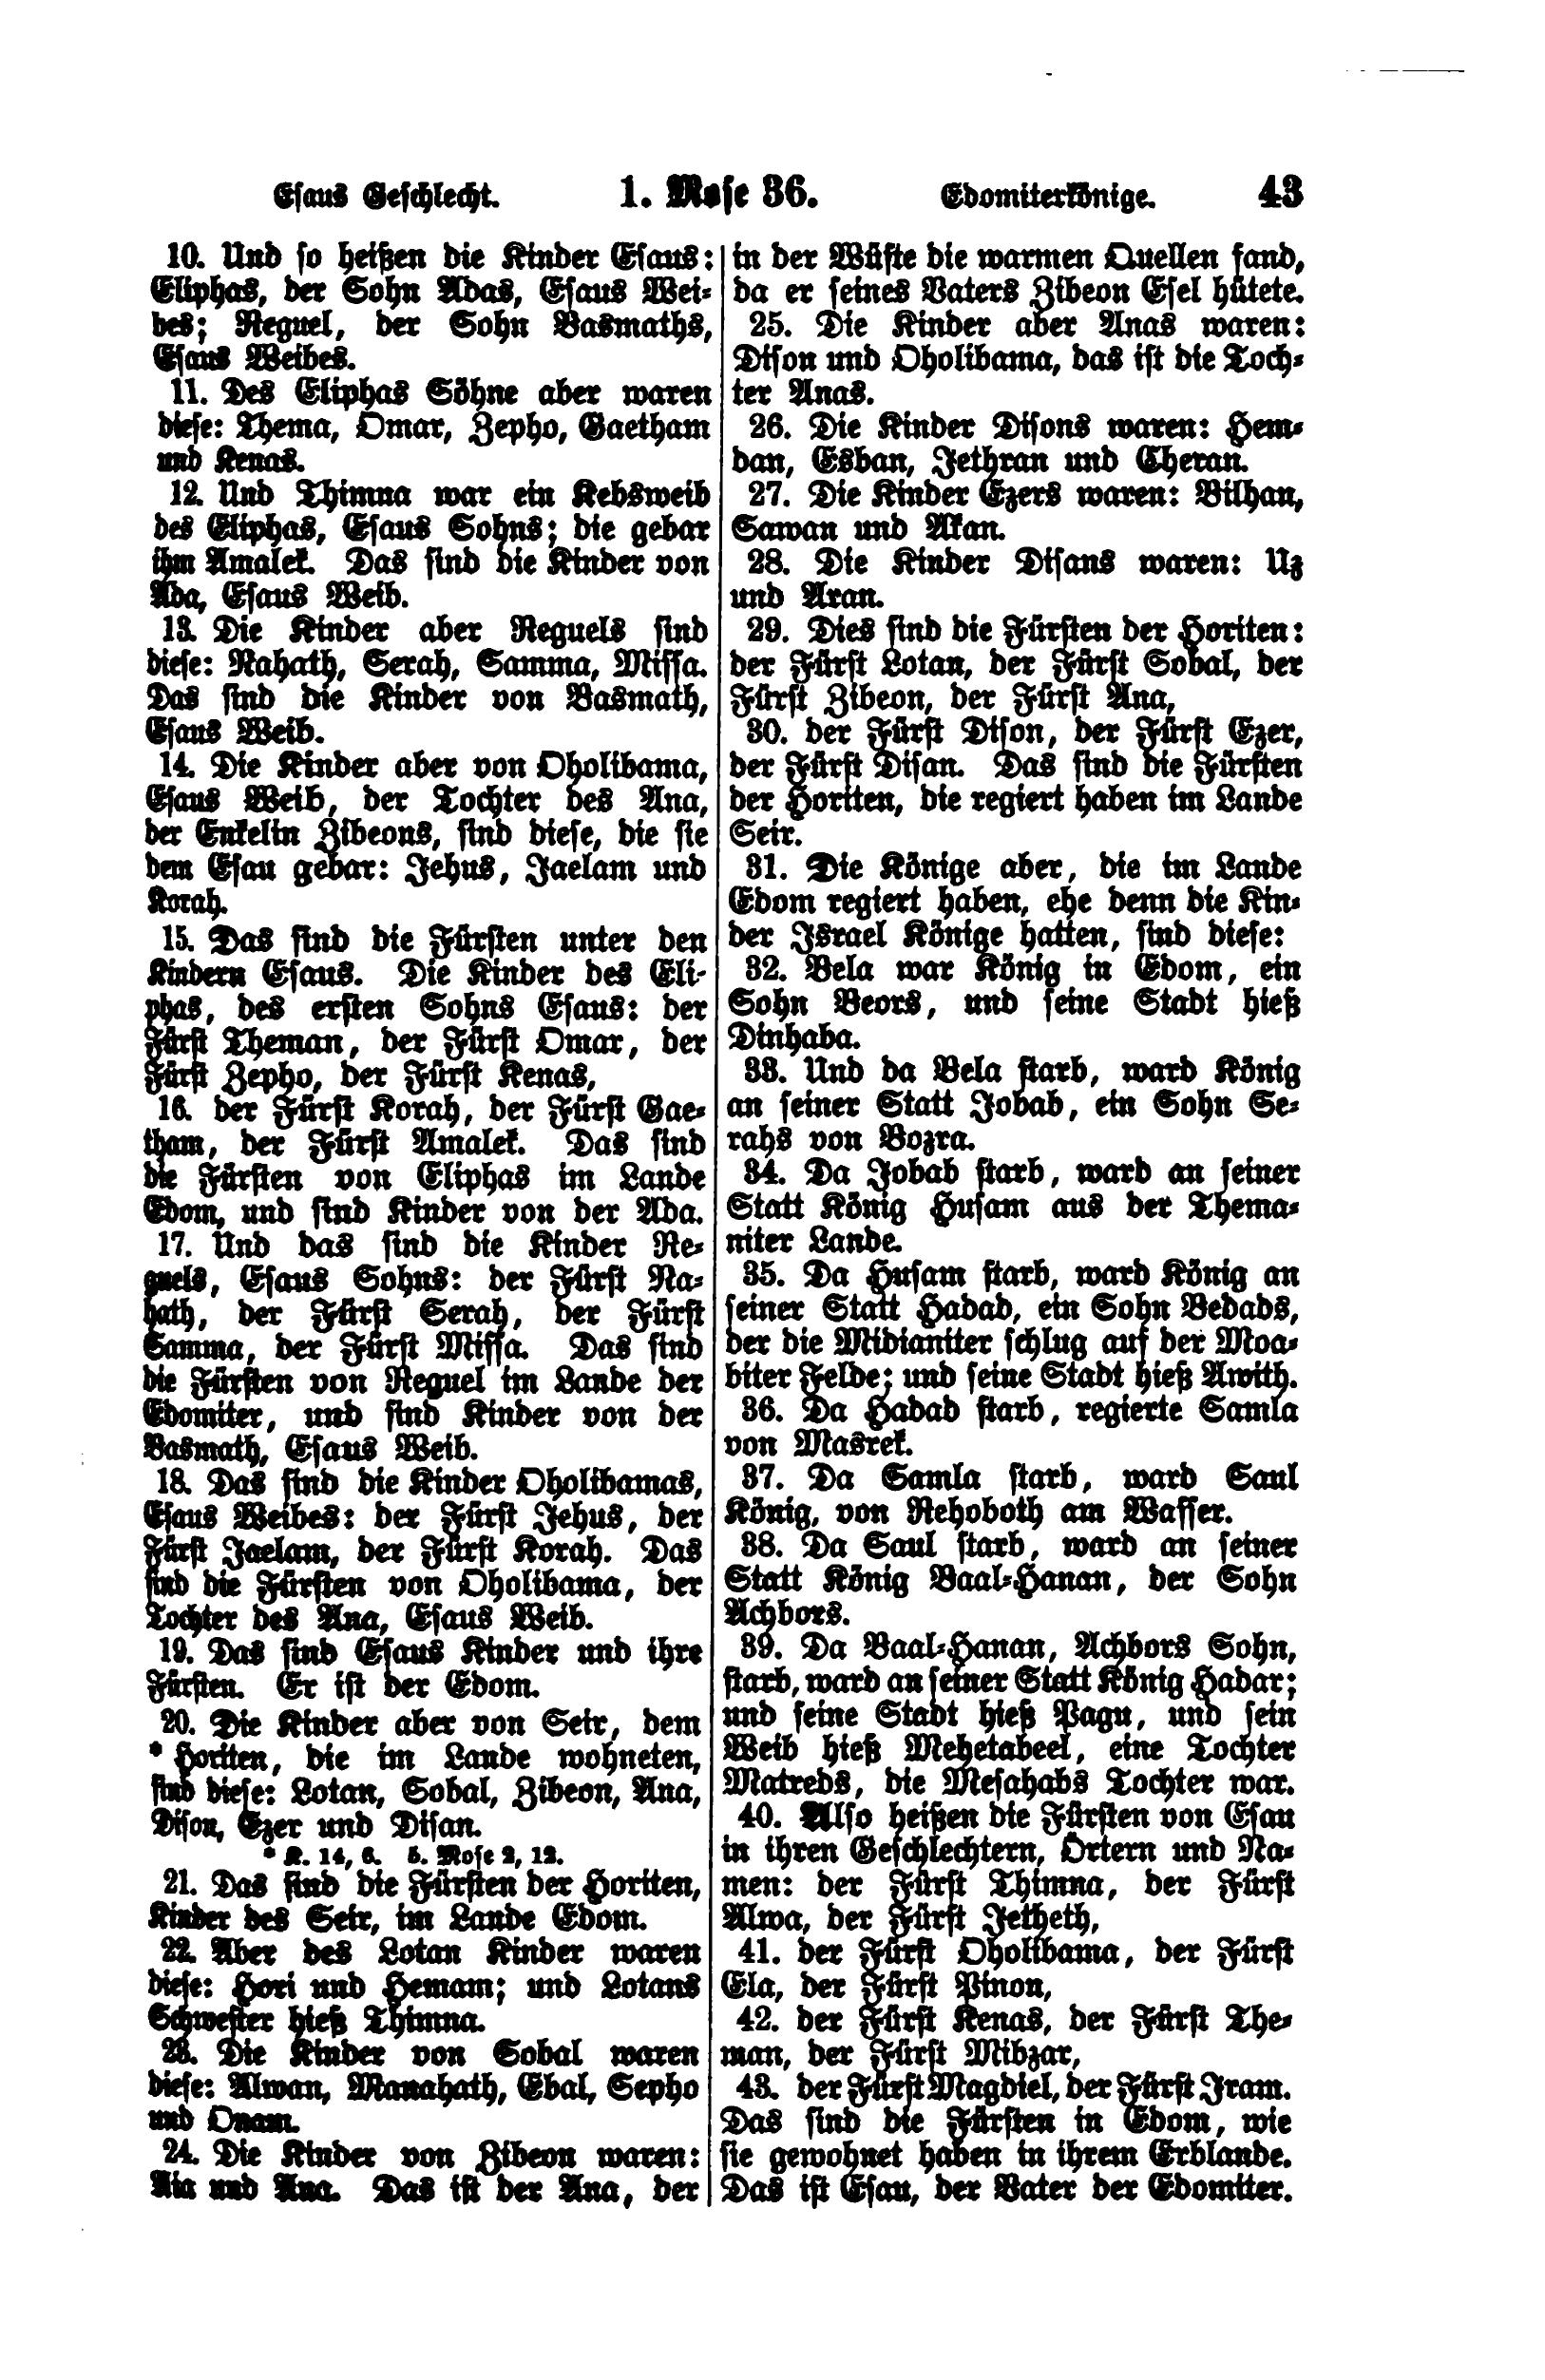 Esaus Geschlecht. 1. Mose 36. Edomiterkönige. 43
10. Und so heißen die Kinder Esaus:
Eliphas, der Sohn Adas, Esaus Wei-
bes; Reguel, der Sohn Basmaths,
Esaus Weibes.
11. Des Eliphas Söhne aber waren
diese: Thema, Omar, Zepho, Gaetham
und Kenas.
12. Und Thimna war ein Kebsweib
des Eliphas, Esaus Sohns; die gebar
ihm Amalek. Das sind die Kinder von
Ada, Esaus Weib.
13. Die Kinder aber Reguels sind
diese: Nahath, Serah, Samma, Missa.
Das sind die Kinder von Basmath,
Esaus Weib.
14. Die Kinder aber von Oholibama,
Esaus Weib, der Tochter des Ana,
der Enkelin Zibeons, sind diese, die sie
dem Esau gebar: Jehus, Jaelam und
Korah.
15. Das sind die Fürsten unter den
Kindern Esaus. Die Kinder des Eli-
phas, des ersten Sohns Esaus: der
Fürst Theman, der Fürst Omar, der
Fürst Zepho, der Fürst Kenas,
16. der Fürst Korah, der Fürst Gae-
tham, der Fürst Amalek. Das sind
die Fürsten von Eliphas im Lande
Edom, und sind Kinder von der Ada.
17. Und das sind die Kinder Re-
guels, Esaus Sohns: der Fürst Na-
hath, der Fürst Serah, der Fürst
Samma, der Fürst Missa. Das sind
die Fürsten von Reguel im Lande der
Edomiter, und sind Kinder von der
Basmath, Esaus Weib.
18. Das sind die Kinder Oholibamas,
Esaus Weibes: der Fürst Jehus, der
Fürst Jaelam, der Fürst Korah. Das
sind die Fürsten von Oholibama, der
Tochter des Ana, Esaus Weib.
19. Das sind Esaus Kinder und ihre
Fürsten. Er ist der Edom.
20. Die Kinder aber von Seir, dem
* Horiten, die im Lande wohneten,
sind diese: Lotan, Sobal, Zibeon, Ana,
Dison, Ezer und Disan.
* K. 14, 6. 5. Mose 2, 12.
21. Das sind die Fürsten der Horiten,
Kinder des Seir, im Lande Edom.
22. Aber des Lotan Kinder waren
diese: Hori und Hemam; und Lotans
Schwester hieß Thimna.
23. Die Kinder von Sobal waren
diese: Alwan, Manahath, Ebal, Sepho
und Onam.
24. Die Kinder von Zibeon waren:
Aia und Ana. Das ist der Ana, der
in der Wüste die warmen Quellen fand,
da er seines Vaters Zibeon Esel hütete.
25. Die Kinder aber Anas waren:
Dison und Oholibama, das ist die Toch-
ter Anas.
26. Die Kinder Disons waren: Hem-
dan, Esban, Jethran und Cheran.
27. Die Kinder Ezers waren: Bilhan,
Sawan und Akan.
28. Die Kinder Disans waren: Uz
und Aran.
29. Dies sind die Fürsten der Horiten:
der Fürst Lotan, der Fürst Sobal, der
Fürst Zibeon, der Fürst Ana,
30. der Fürst Dison, der Fürst Ezer,
der Fürst Disan. Das sind die Fürsten
der Horiten, die regiert haben im Lande
Seir.
31. Die Könige aber, die im Lande
Edom regiert haben, ehe denn die Kin-
der Israel Könige hatten, sind diese:
32. Bela war König in Edom, ein
Sohn Beors, und seine Stadt hieß
Dinhaba.
33. Und da Bela starb, ward König
an seiner Statt Jobab, ein Sohn Se-
rahs von Bozra.
34. Da Jobab starb, ward an seiner
Statt König Husam aus der Thema-
niter Lande.
35. Da Husam starb, ward König an
seiner Statt Hadad, ein Sohn Bedads,
der die Midianiter schlug auf der Moa-
biter Felde; und seine Stadt hieß Awith.
36. Da Hadad starb, regierte Samla
von Masrek.
37. Da Samla starb, ward Saul
König, von Rehoboth am Wasser.
38. Da Saul starb, ward an seiner
Statt König Baal-Hanan, der Sohn
Achbors.
39. Da Baal-Hanan, Achbors Sohn,
starb, ward an seiner Statt König Hadar;
und seine Stadt hieß Pagu, und sein
Weib hieß Mehetabeel, eine Tochter
Matreds, die Mesahabs Tochter war.
40. Also heißen die Fürsten von Esau
in ihren Geschlechtern, Örtern und Na-
men: der Fürst Thimna, der Fürst
Alwa, der Fürst Jetheth,
41. der Fürst Oholibama, der Fürst
Ela, der Fürst Pinon,
42. der Fürst Kenas, der Fürst The-
man, der Fürst Mibzar,
43. der Fürst Magdiel, der Fürst Iram.
Das sind die Fürsten in Edom, wie
sie gewohnet haben in ihrem Erblande.
Das ist Esau, der Vater der Edomiter.